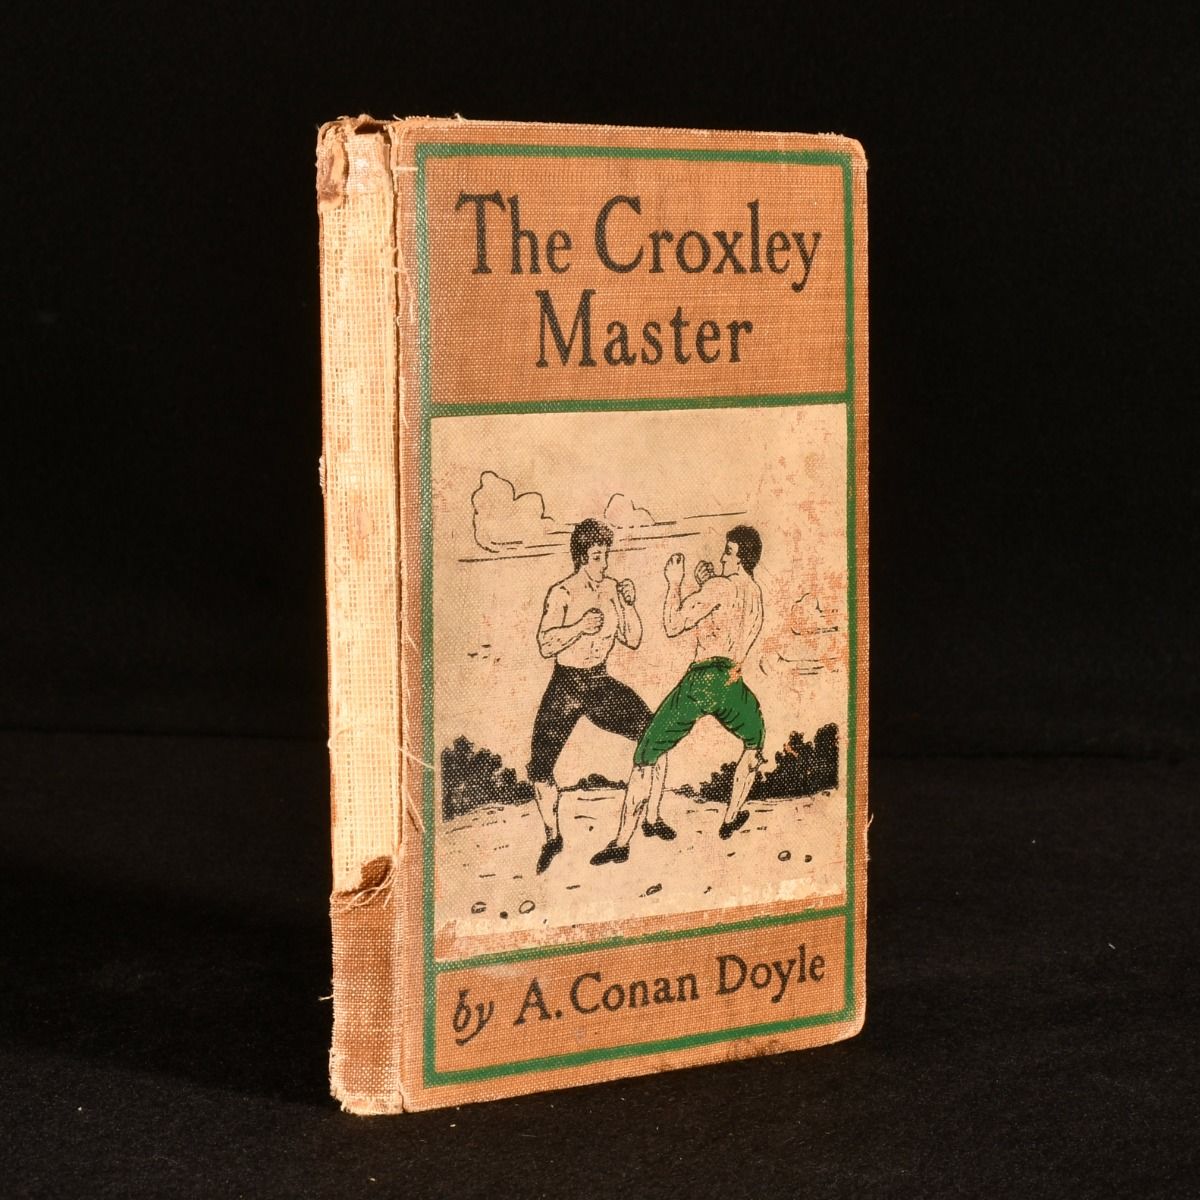 The Croxley
Master
by A. Conan Doyle